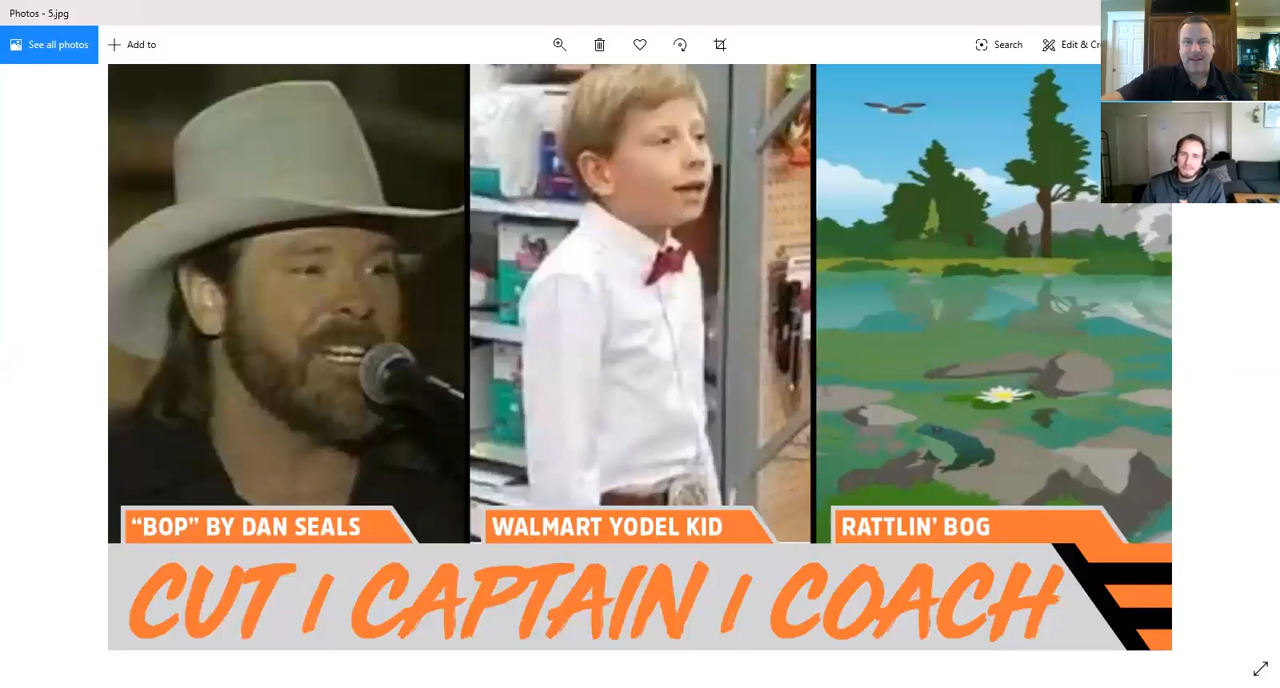 Photos - 5.jpg
See all photos
Add to
Search
Edit & Cr
"BOP" BY DAN SEALS
WALMART YODEL KID
RATTLIN' BOG
CUT | CAPTAIN | COACH